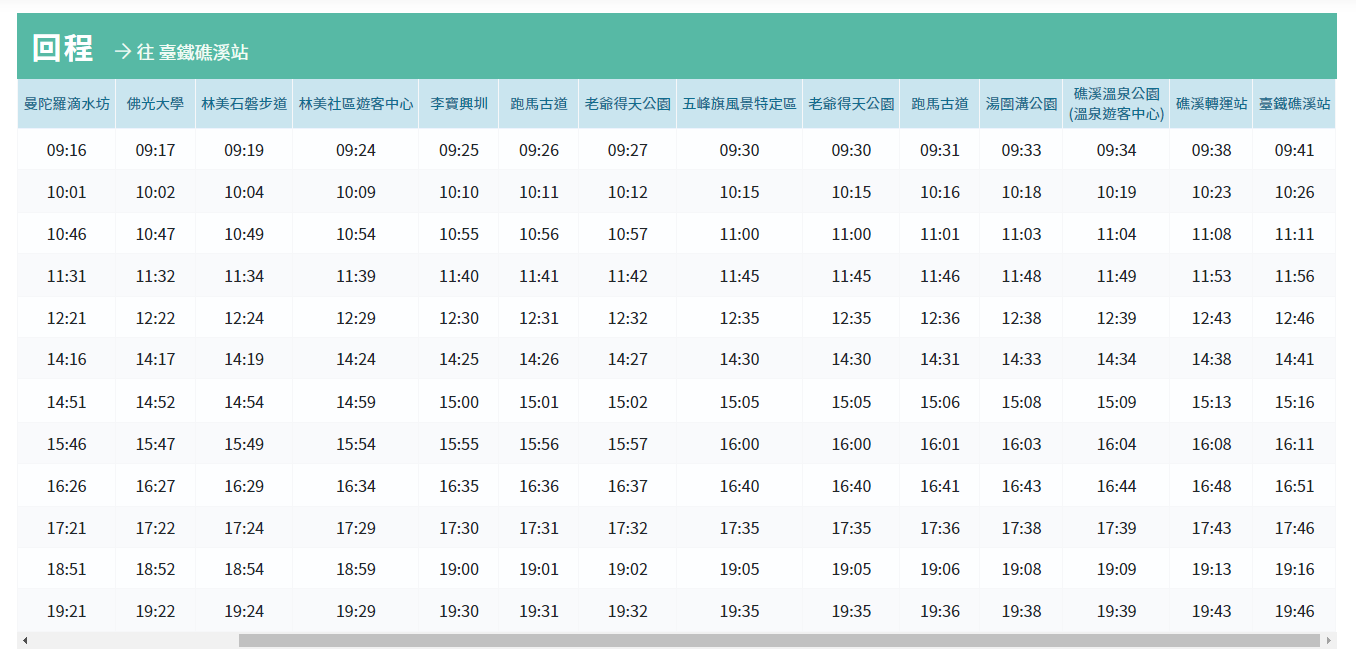 回程 → 往 臺鐵礁溪站
曼陀羅滴水坊 佛光大學 林美石磐步道 林美社區遊客中心 李寶興圳 跑馬古道 老爺得天公園 五峰旗風景特定區 老爺得天公園 跑馬古道 湯圍溝公園 礁溪溫泉公園 (溫泉遊客中心) 礁溪轉運站 臺鐵礁溪站
09:16 09:17 09:19 09:24 09:25 09:26 09:27 09:30 09:30 09:31 09:33 09:34 09:38 09:41
10:01 10:02 10:04 10:09 10:10 10:11 10:12 10:15 10:15 10:16 10:18 10:19 10:23 10:26
10:46 10:47 10:49 10:54 10:55 10:56 10:57 11:00 11:00 11:01 11:03 11:04 11:08 11:11
11:31 11:32 11:34 11:39 11:40 11:41 11:42 11:45 11:45 11:46 11:48 11:49 11:53 11:56
12:21 12:22 12:24 12:29 12:30 12:31 12:32 12:35 12:35 12:36 12:38 12:39 12:43 12:46
14:16 14:17 14:19 14:24 14:25 14:26 14:27 14:30 14:30 14:31 14:33 14:34 14:38 14:41
14:51 14:52 14:54 14:59 15:00 15:01 15:02 15:05 15:05 15:06 15:08 15:09 15:13 15:16
15:46 15:47 15:49 15:54 15:55 15:56 15:57 16:00 16:00 16:01 16:03 16:04 16:08 16:11
16:26 16:27 16:29 16:34 16:35 16:36 16:37 16:40 16:40 16:41 16:43 16:44 16:48 16:51
17:21 17:22 17:24 17:29 17:30 17:31 17:32 17:35 17:35 17:36 17:38 17:39 17:43 17:46
18:51 18:52 18:54 18:59 19:00 19:01 19:02 19:05 19:05 19:06 19:08 19:09 19:13 19:16
19:21 19:22 19:24 19:29 19:30 19:31 19:32 19:35 19:35 19:36 19:38 19:39 19:43 19:46